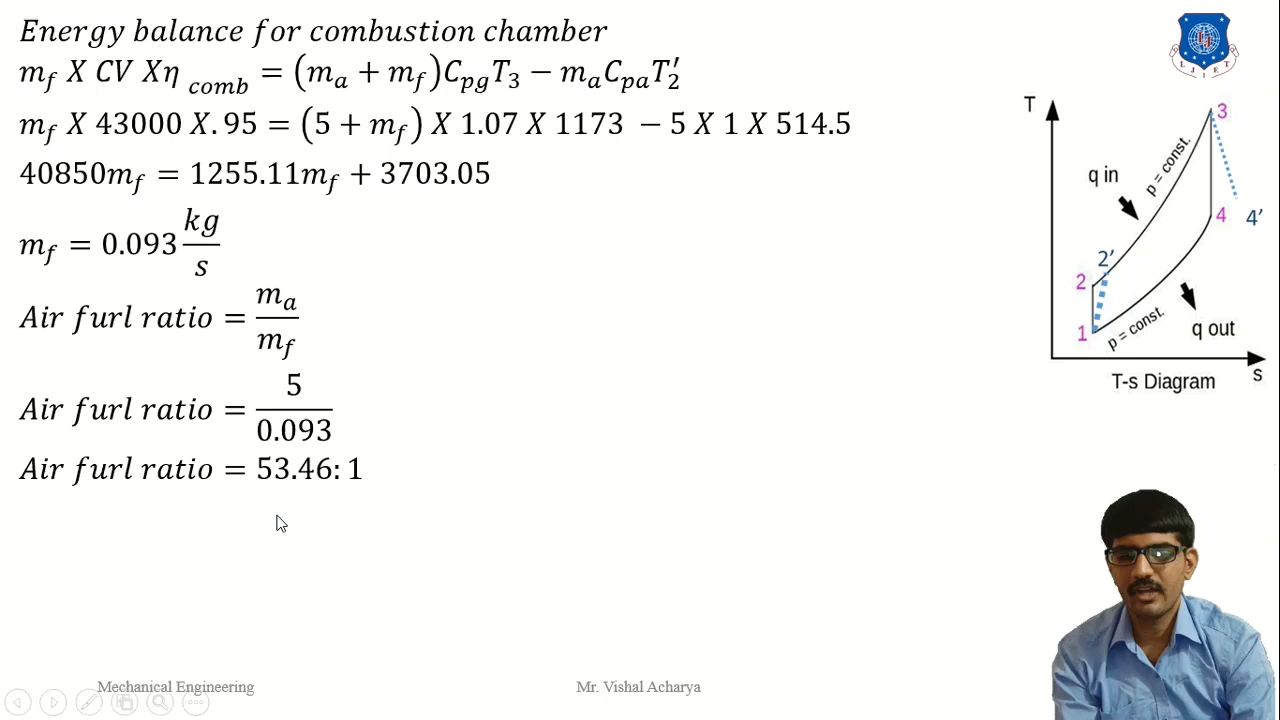 Energy balance for combustion chamber
m_f X CV Xη_comb = (m_a + m_f)C_pg T_3 − m_a C_pa T_2′
m_f X 43000 X .95 = (5 + m_f) X 1.07 X 1173 − 5 X 1 X 514.5
40850m_f = 1255.11m_f + 3703.05
m_f = 0.093 kg/s
Air furl ratio = m_a/m_f
Air furl ratio = 5/0.093
Air furl ratio = 53.46: 1
LJIET
T
3
p = const.
q in
4
4’
2’
2
1
p = const.
q out
s
T-s Diagram
Mechanical Engineering
Mr. Vishal Acharya